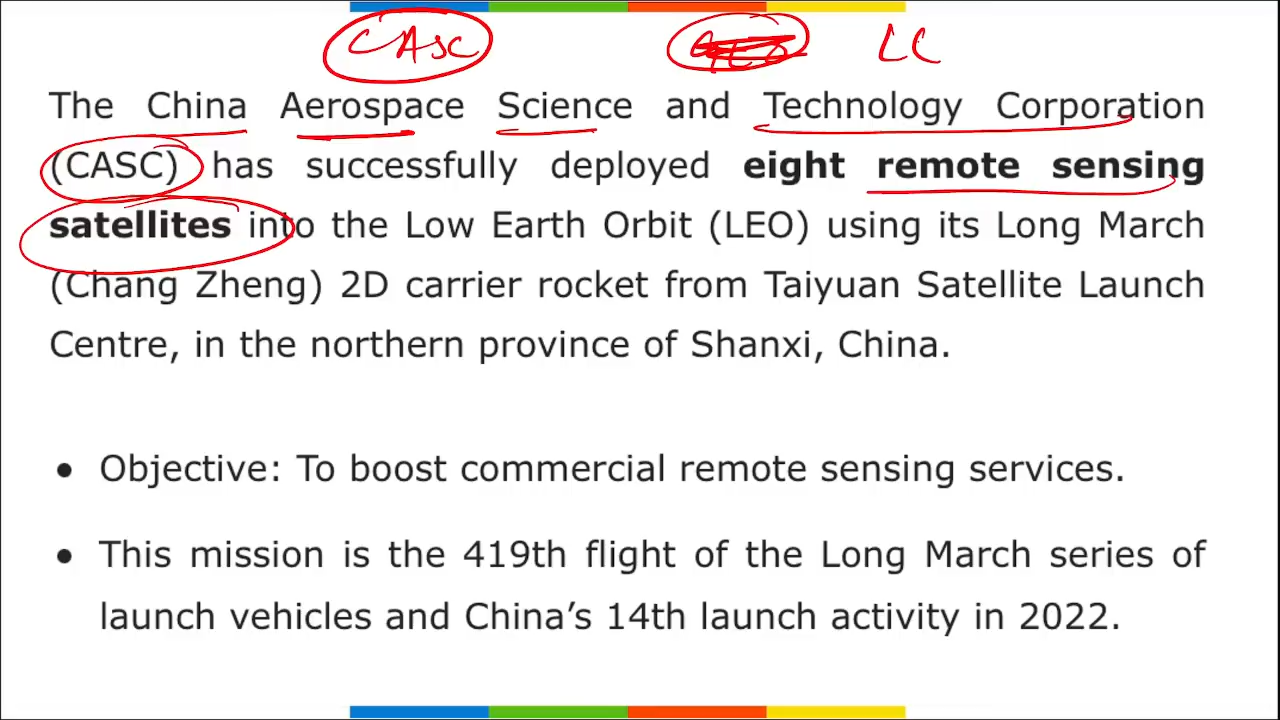 CASC
The China Aerospace Science and Technology Corporation
(CASC) has successfully deployed eight remote sensing
satellites into the Low Earth Orbit (LEO) using its Long March
(Chang Zheng) 2D carrier rocket from Taiyuan Satellite Launch
Centre, in the northern province of Shanxi, China.
• Objective: To boost commercial remote sensing services.
• This mission is the 419th flight of the Long March series of
launch vehicles and China’s 14th launch activity in 2022.